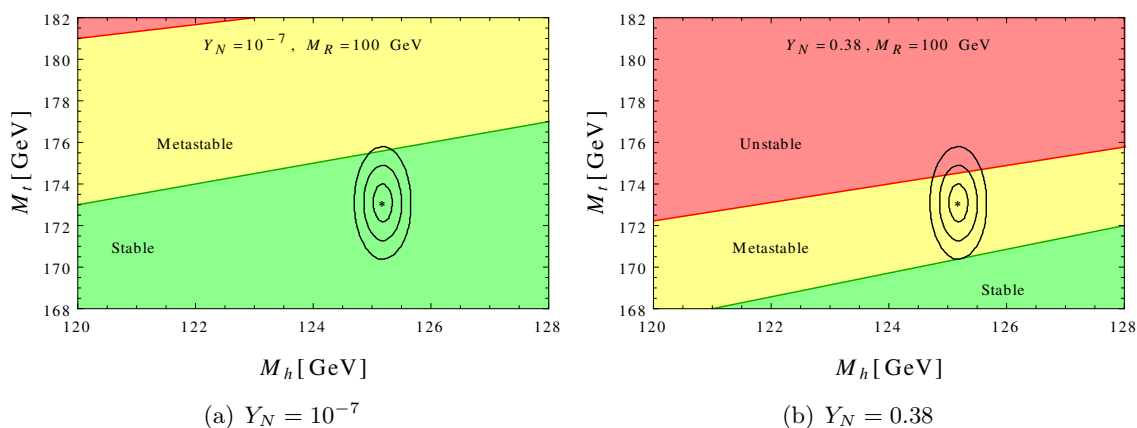 182
180
178
176
174
172
170
168
M_t [GeV]
Y_N =10^-7 , M_R =100 GeV
Metastable
Stable
120 122 124 126 128
M_h [GeV]
(a) Y_N = 10^−7
182
180
178
176
174
172
170
168
M_t [GeV]
Y_N =0.38 , M_R =100 GeV
Unstable
Metastable
Stable
120 122 124 126 128
M_h [GeV]
(b) Y_N = 0.38